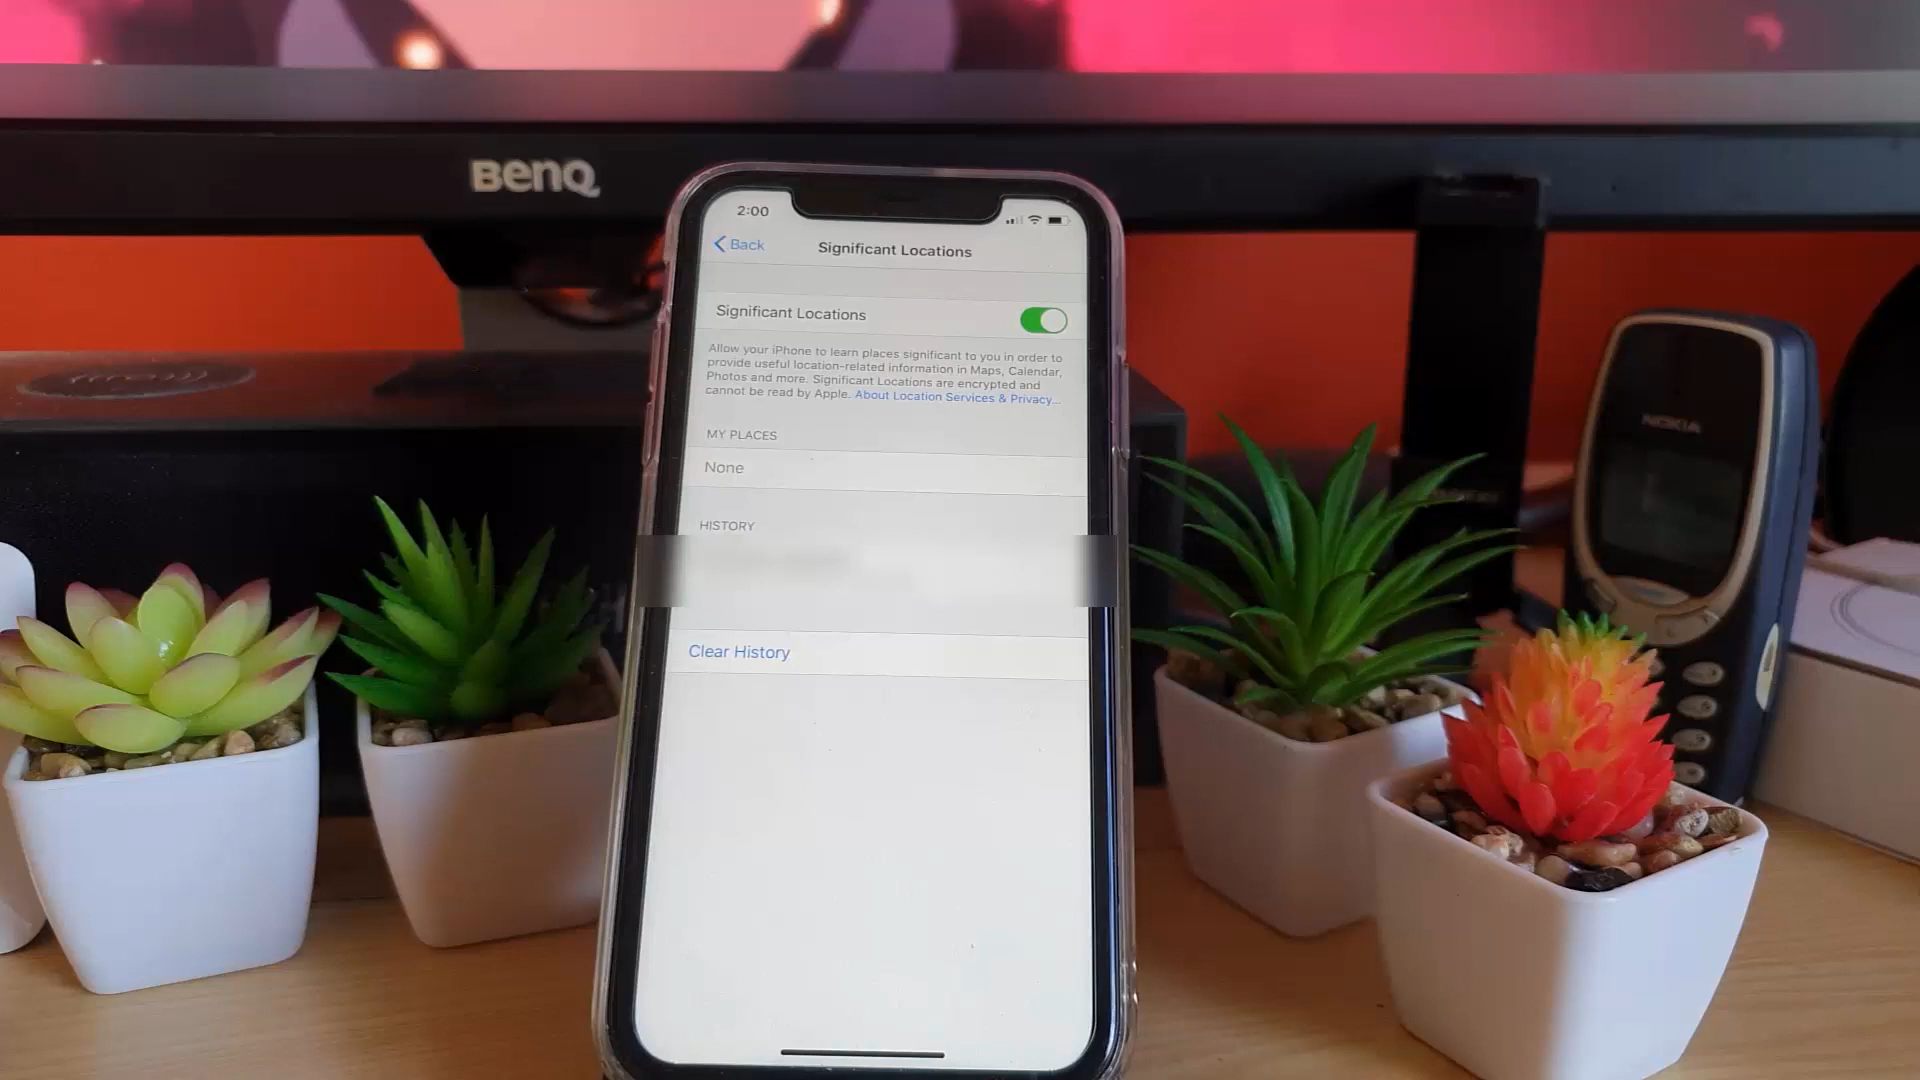 BenQ
2:00
Back
Significant Locations
Significant Locations
Allow your iPhone to learn places significant to you in order to
provide useful location-related information in Maps, Calendar,
Photos and more. Significant Locations are encrypted and
cannot be read by Apple. About Location Services & Privacy...
MY PLACES
None
HISTORY
Clear History
NOKIA